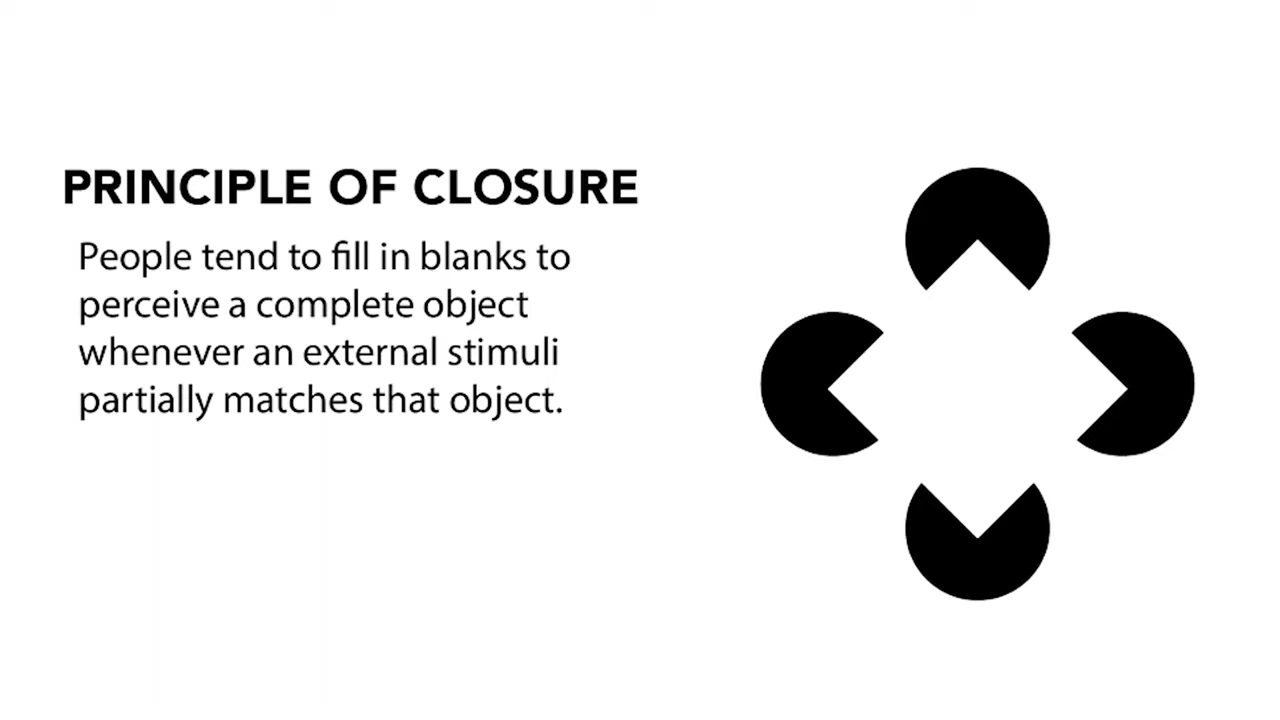 PRINCIPLE OF CLOSURE
People tend to fill in blanks to
perceive a complete object
whenever an external stimuli
partially matches that object.